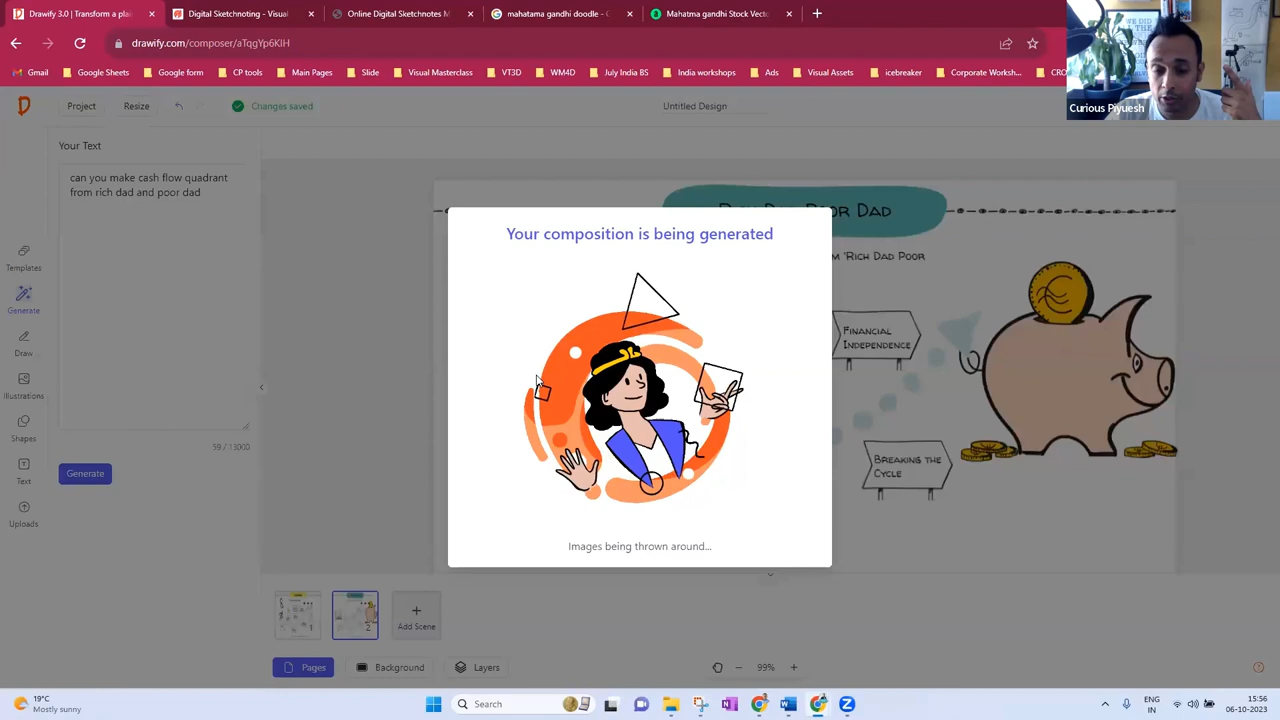 Drawify 3.0 | Transform a pla
Digital Sketchnoting - Visual
Online Digital Sketchnotes M
mahatama gandhi doodle - G
Mahatma gandhi Stock Vecto
drawify.com/composer/aTqgYp6KIH
Gmail
Google Sheets
Google form
CP tools
Main Pages
Slide
Visual Masterclass
VT3D
WM4D
July India BS
India workshops
Ads
Visual Assets
icebreaker
Corporate Worksh...
CRO
Curious Piyuesh
Project
Resize
Changes saved
Untitled Design
Your Text
can you make cash flow quadrant
from rich dad and poor dad
59 / 13000
Generate
Templates
Generate
Draw
Illustrations
Shapes
Text
Uploads
Your composition is being generated
Images being thrown around...
Financial
Independence
Breaking the
Cycle
1
2
Add Scene
Pages
Background
Layers
99%
19°C
Mostly sunny
Search
ENG
IN
15:56
06-10-2023